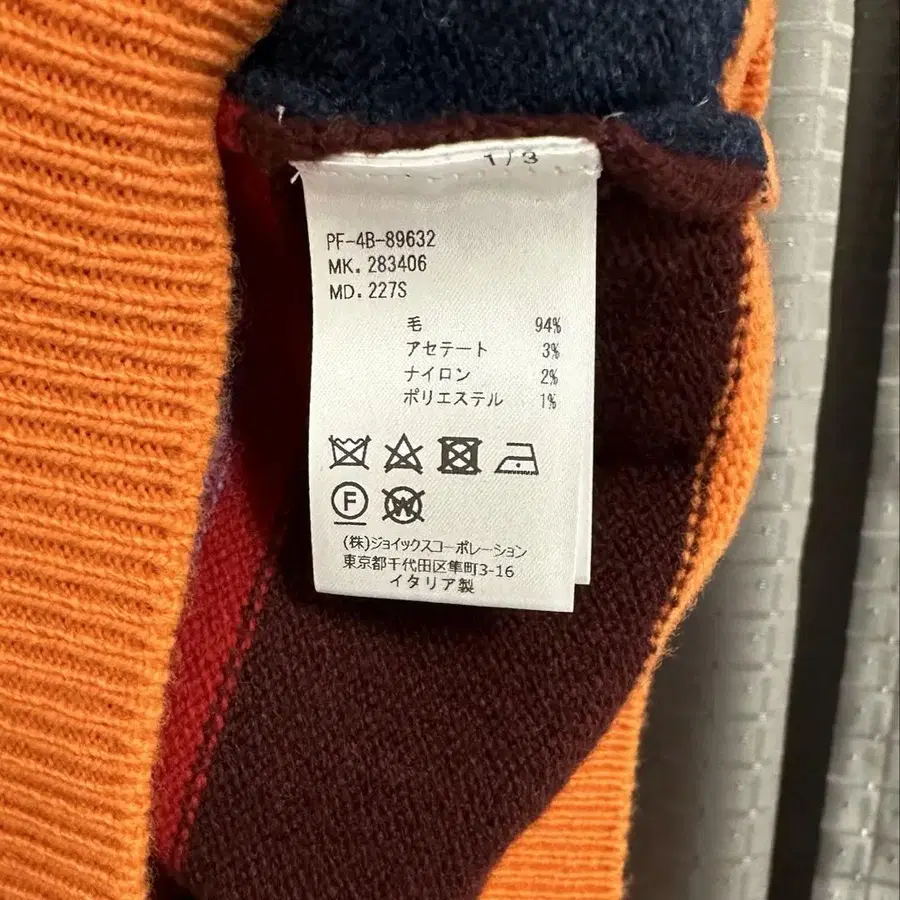 1/3
PF-4B-89632
MK. 283406
MD. 227S
毛 94%
アセテート 3%
ナイロン 2%
ポリエステル 1%
F W
(株)ジョイックスコーポレーション
東京都千代田区隼町3-16
イタリア製